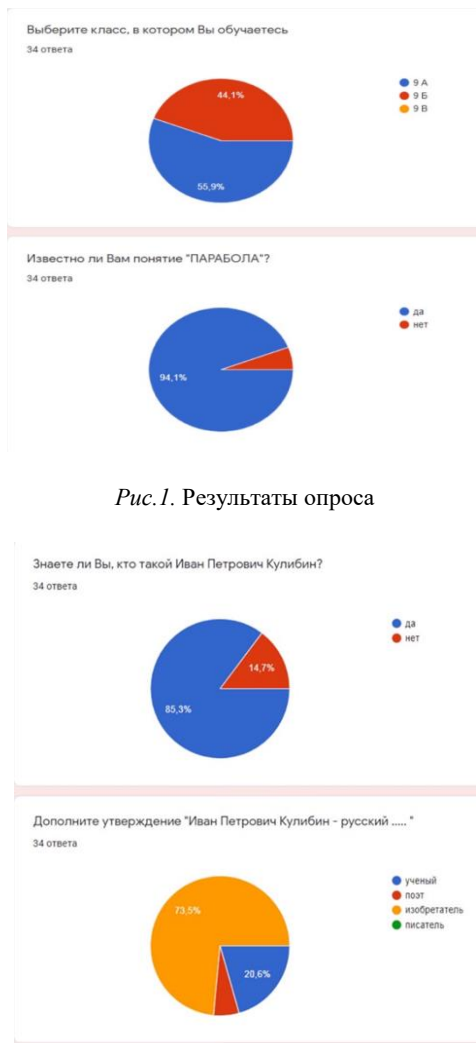 Выберите класс, в котором Вы обучаетесь
34 ответа
44,1%
55,9%
9 А
9 Б
9 В
Известно ли Вам понятие "ПАРАБОЛА"?
34 ответа
94,1%
да
нет
Рис.1. Результаты опроса
Знаете ли Вы, кто такой Иван Петрович Кулибин?
34 ответа
14,7%
85,3%
да
нет
Дополните утверждение "Иван Петрович Кулибин - русский ..... "
34 ответа
73,5%
20,6%
ученый
поэт
изобретатель
писатель